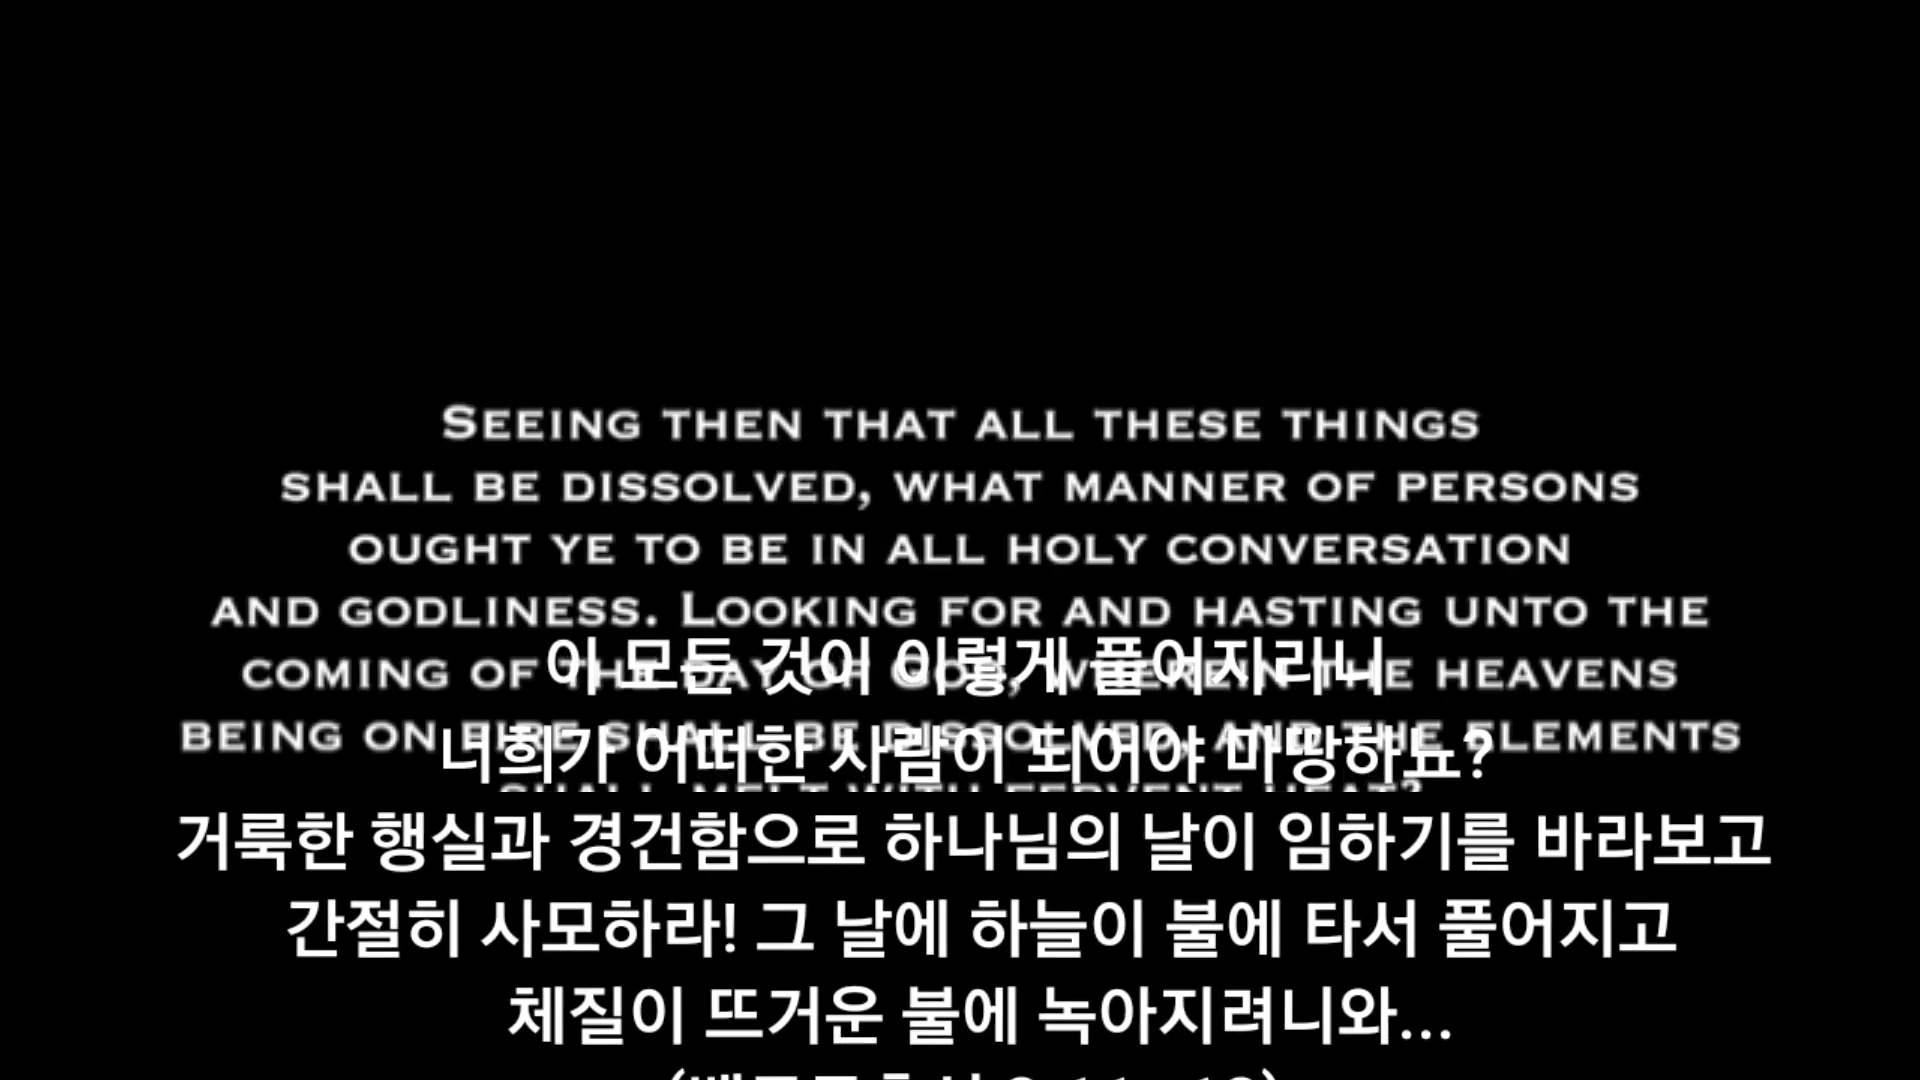 SEEING THEN THAT ALL THESE THINGS
SHALL BE DISSOLVED, WHAT MANNER OF PERSONS
OUGHT YE TO BE IN ALL HOLY CONVERSATION
AND GODLINESS. LOOKING FOR AND HASTING UNTO THE
COMING OF THE DAY OF GOD, WHEREIN THE HEAVENS
BEING ON FIRE SHALL BE DISSOLVED, AND THE ELEMENTS
SHALL MELT WITH FERVENT HEAT?
이 모든 것이 이렇게 풀어지리니
너희가 어떠한 사람이 되어야 마땅하뇨?
거룩한 행실과 경건함으로 하나님의 날이 임하기를 바라보고
간절히 사모하라! 그 날에 하늘이 불에 타서 풀어지고
체질이 뜨거운 불에 녹아지려니와...